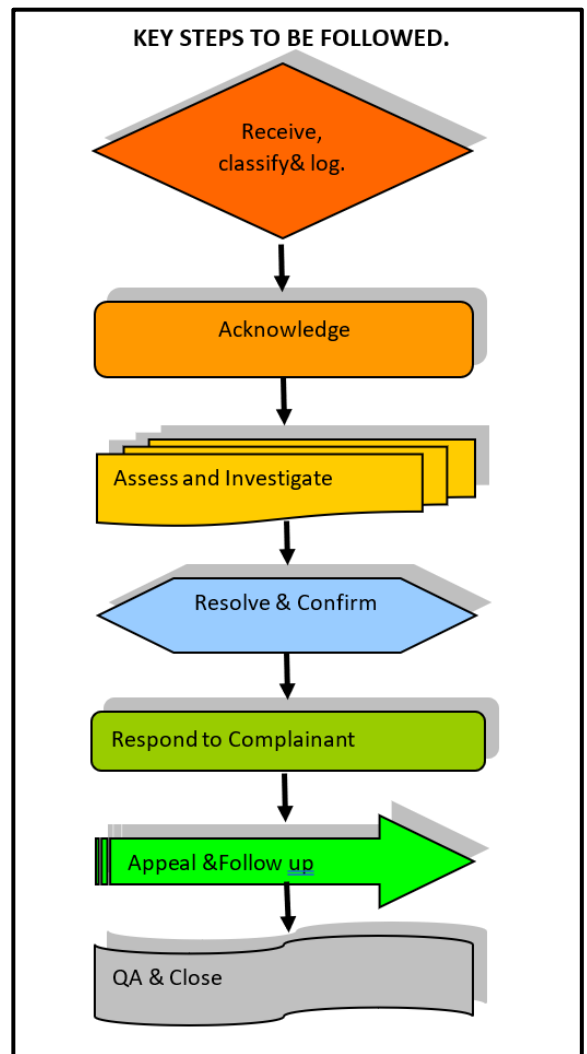 KEY STEPS TO BE FOLLOWED.
Receive,
classify& log.
Acknowledge
Assess and Investigate
Resolve & Confirm
Respond to Complainant
Appeal &Follow up
QA & Close